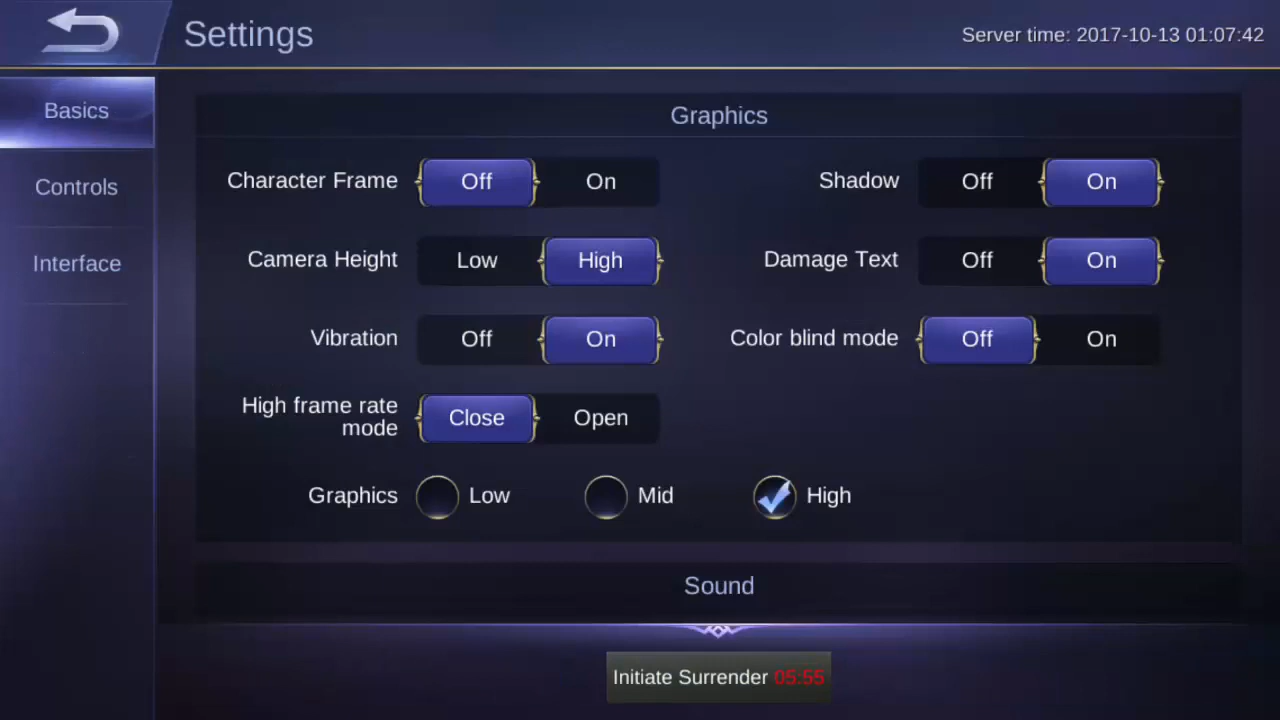 Settings
Server time: 2017-10-13 01:07:42
Basics
Controls
Interface
Graphics
Character Frame Off On
Shadow Off On
Camera Height Low High
Damage Text Off On
Vibration Off On
Color blind mode Off On
High frame rate
mode
Close Open
Graphics Low Mid High
Sound
Initiate Surrender 05:55